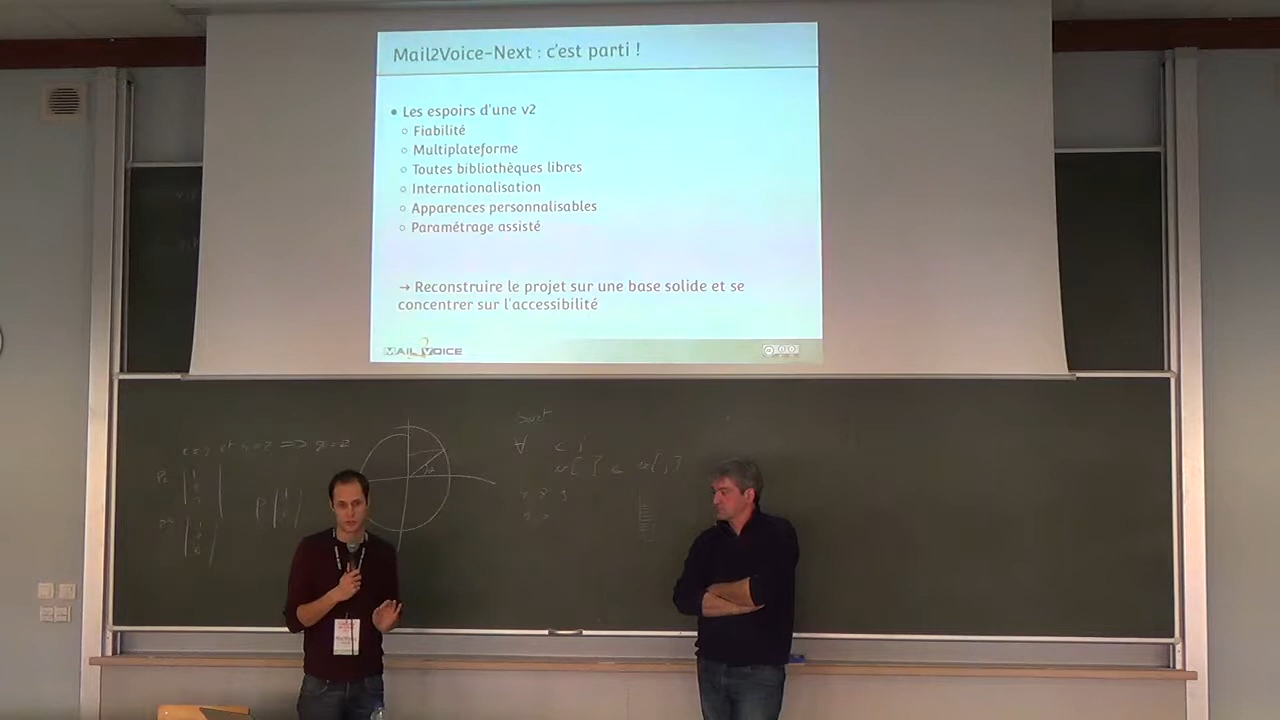 Mail2Voice-Next : c'est parti !
• Les espoirs d'une v2
○ Fiabilité
○ Multiplateforme
○ Toutes bibliothèques libres
○ Internationalisation
○ Apparences personnalisables
○ Paramétrage assisté
→ Reconstruire le projet sur une base solide et se
concentrer sur l'accessibilité
MAIL2VOICE